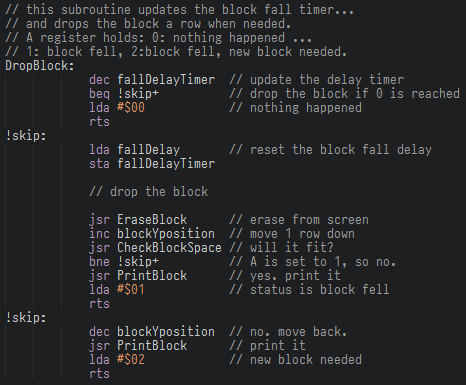 // this subroutine updates the block fall timer...
// and drops the block a row when needed.
// A register holds: 0: nothing happened ...
// 1: block fell, 2:block fell, new block needed.
DropBlock:
dec fallDelayTimer // update the delay timer
beq !skip+ // drop the block if 0 is reached
lda #$00 // nothing happened
rts
!skip:
lda fallDelay // reset the block fall delay
sta fallDelayTimer
// drop the block
jsr EraseBlock // erase from screen
inc blockYposition // move 1 row down
jsr CheckBlockSpace // will it fit?
bne !skip+ // A is set to 1, so no.
jsr PrintBlock // yes. print it
lda #$01 // status is block fell
rts
!skip:
dec blockYposition // no. move back.
jsr PrintBlock // print it
lda #$02 // new block needed
rts